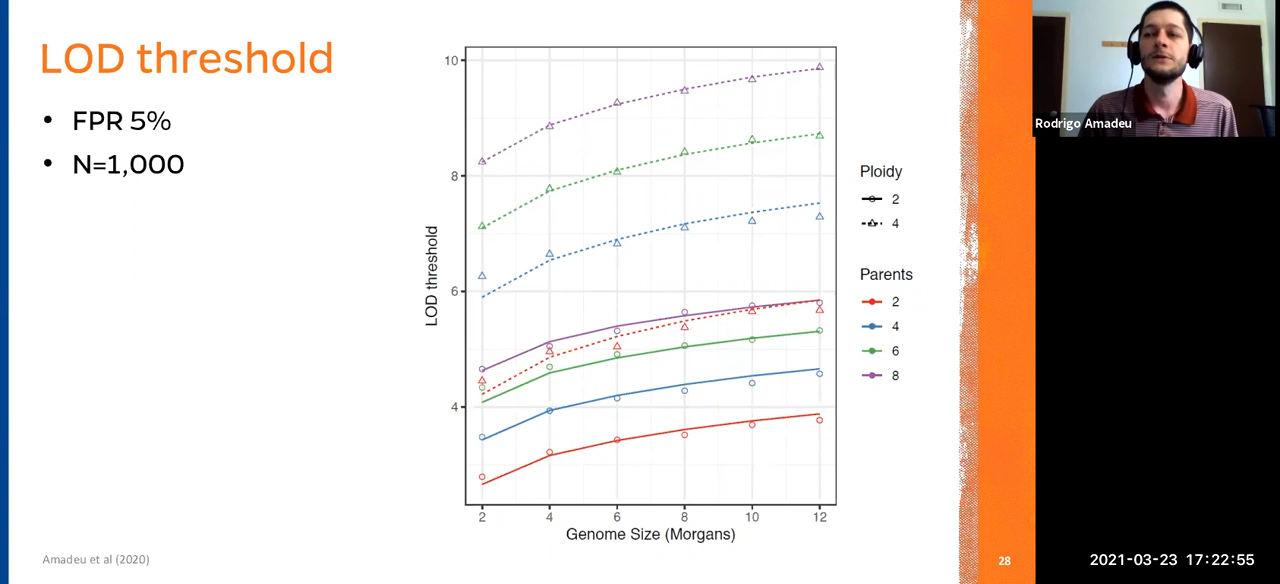 LOD threshold
• FPR 5%
• N=1,000
LOD threshold
10
8
6
4
2
4
6
8
10
12
Genome Size (Morgans)
Ploidy
2
4
Parents
2
4
6
8
Amadeu et al (2020)
28
Rodrigo Amadeu
2021-03-23 17:22:55